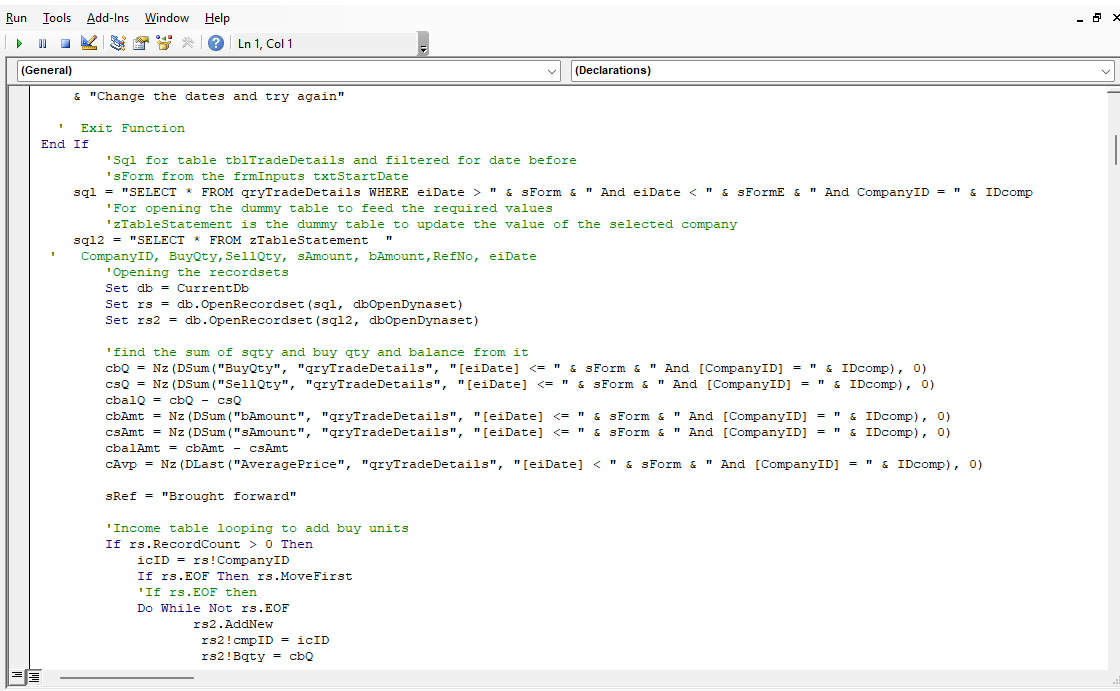 Run Tools Add-Ins Window Help
Ln 1, Col 1
(General) (Declarations)
& "Change the dates and try again"
' Exit Function
End If
'Sql for table tblTradeDetails and filtered for date before
'sForm from the frmInputs txtStartDate
sql = "SELECT * FROM qryTradeDetails WHERE eiDate > " & sForm & " And eiDate < " & sFormE & " And CompanyID = " & IDcomp
'For opening the dummy table to feed the required values
'zTableStatement is the dummy table to update the value of the selected company
sql2 = "SELECT * FROM zTableStatement  "
' CompanyID, BuyQty,SellQty, sAmount, bAmount,RefNo, eiDate
'Opening the recordsets
Set db = CurrentDb
Set rs = db.OpenRecordset(sql, dbOpenDynaset)
Set rs2 = db.OpenRecordset(sql2, dbOpenDynaset)
'find the sum of sqty and buy qty and balance from it
cbQ = Nz(DSum("BuyQty", "qryTradeDetails", "[eiDate] <= " & sForm & " And [CompanyID] = " & IDcomp), 0)
csQ = Nz(DSum("SellQty", "qryTradeDetails", "[eiDate] <= " & sForm & " And [CompanyID] = " & IDcomp), 0)
cbalQ = cbQ - csQ
cbAmt = Nz(DSum("bAmount", "qryTradeDetails", "[eiDate] <= " & sForm & " And [CompanyID] = " & IDcomp), 0)
csAmt = Nz(DSum("sAmount", "qryTradeDetails", "[eiDate] <= " & sForm & " And [CompanyID] = " & IDcomp), 0)
cbalAmt = cbAmt - csAmt
cAvp = Nz(DLast("AveragePrice", "qryTradeDetails", "[eiDate] < " & sForm & " And [CompanyID] = " & IDcomp), 0)
sRef = "Brought forward"
'Income table looping to add buy units
If rs.RecordCount > 0 Then
icID = rs!CompanyID
If rs.EOF Then rs.MoveFirst
'If rs.EOF then
Do While Not rs.EOF
rs2.AddNew
rs2!cmpID = icID
rs2!Bqty = cbQ